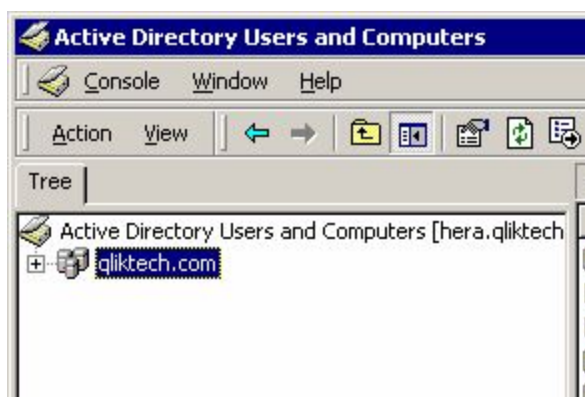 Active Directory Users and Computers
Console Window Help
Action View
Tree
Active Directory Users and Computers [hera.qliktech
qliktech.com